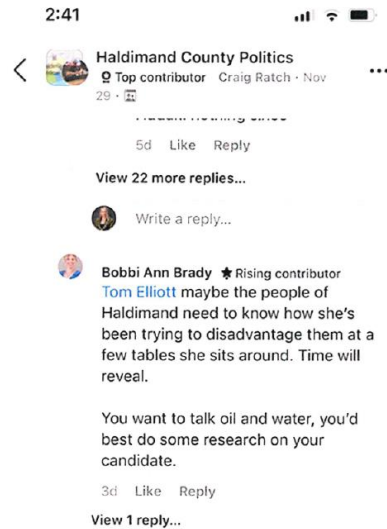 2:41
Haldimand County Politics
Top contributor Craig Ratch · Nov
29 ·
5d Like Reply
View 22 more replies...
Write a reply...
Bobbi Ann Brady Rising contributor
Tom Elliott maybe the people of
Haldimand need to know how she's
been trying to disadvantage them at a
few tables she sits around. Time will
reveal.
You want to talk oil and water, you'd
best do some research on your
candidate.
3d Like Reply
View 1 reply...